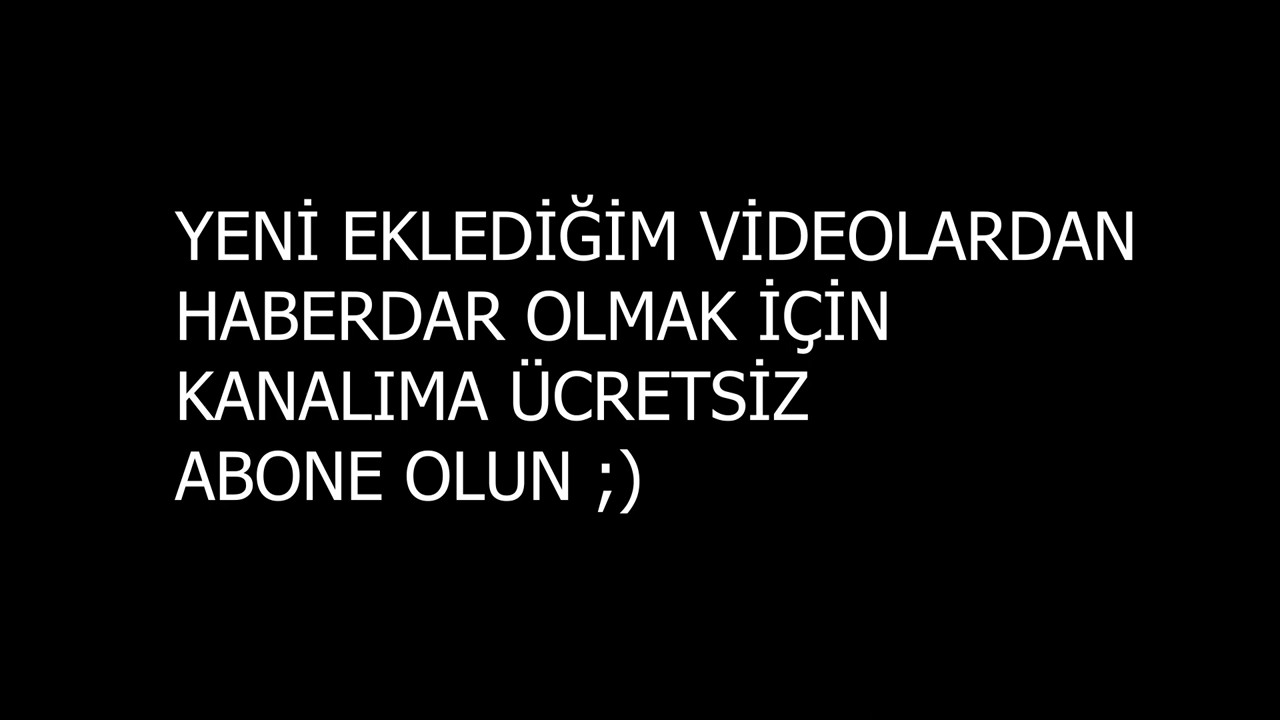 YENİ EKLEDİĞİM VİDEOLARDAN
HABERDAR OLMAK İÇİN
KANALIMA ÜCRETSİZ
ABONE OLUN ;)